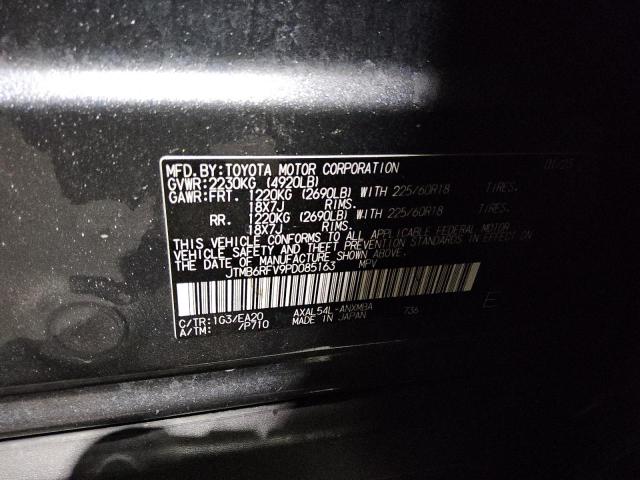 MFD. BY: TOYOTA MOTOR CORPORATION
GVWR: 2230KG (4920LB)
GAWR: FRT. 1220KG (2690LB) WITH 225/60R18 TIRES.
18X7J RIMS.
RR. 1220KG (2690LB) WITH 225/60R18 TIRES.
18X7J RIMS.
THIS VEHICLE CONFORMS TO ALL APPLICABLE FEDERAL MOTOR
VEHICLE SAFETY AND THEFT PREVENTION STANDARDS IN EFFECT
ON THE DATE OF MANUFACTURE SHOWN ABOVE.
JTMB6RFV9PD085163 MPV
E
C/TR: 1G3/EA20 AXAL54L-ANXMBA 736
A/TM: /P710 MADE IN JAPAN